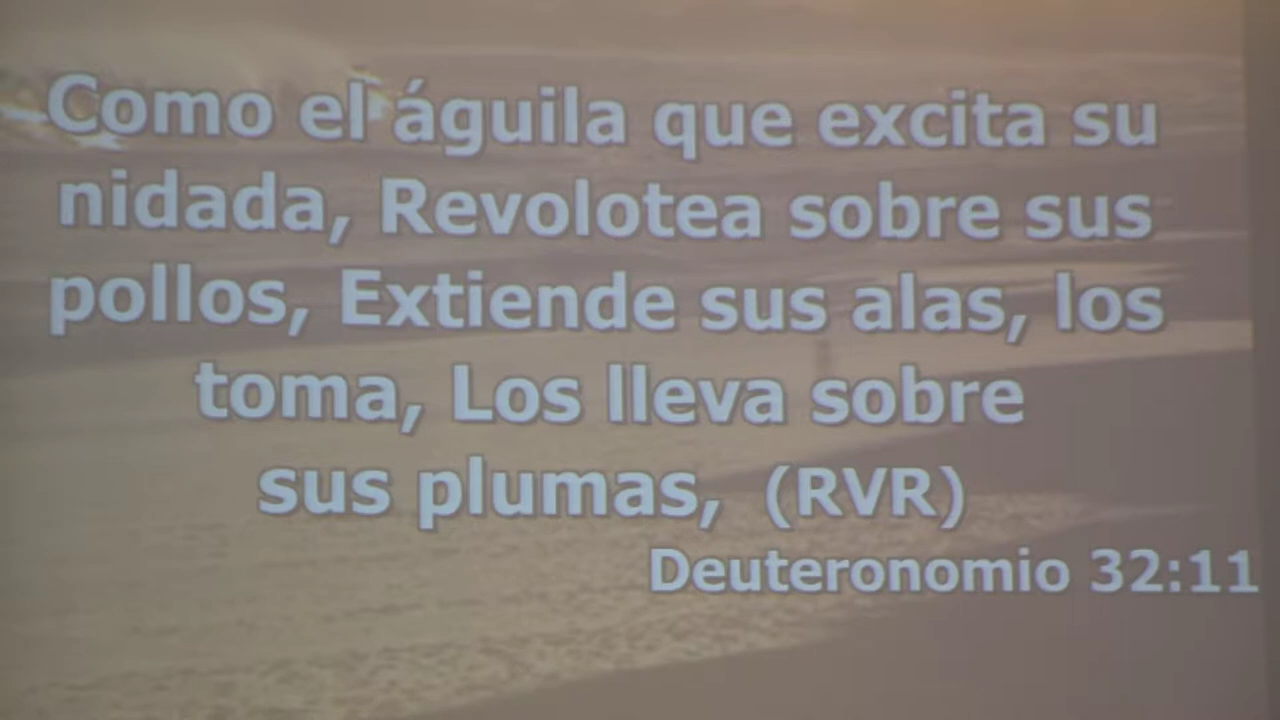 Como el águila que excita su
nidada, Revolotea sobre sus
pollos, Extiende sus alas, los
toma, Los lleva sobre
sus plumas, (RVR)
Deuteronomio 32:11